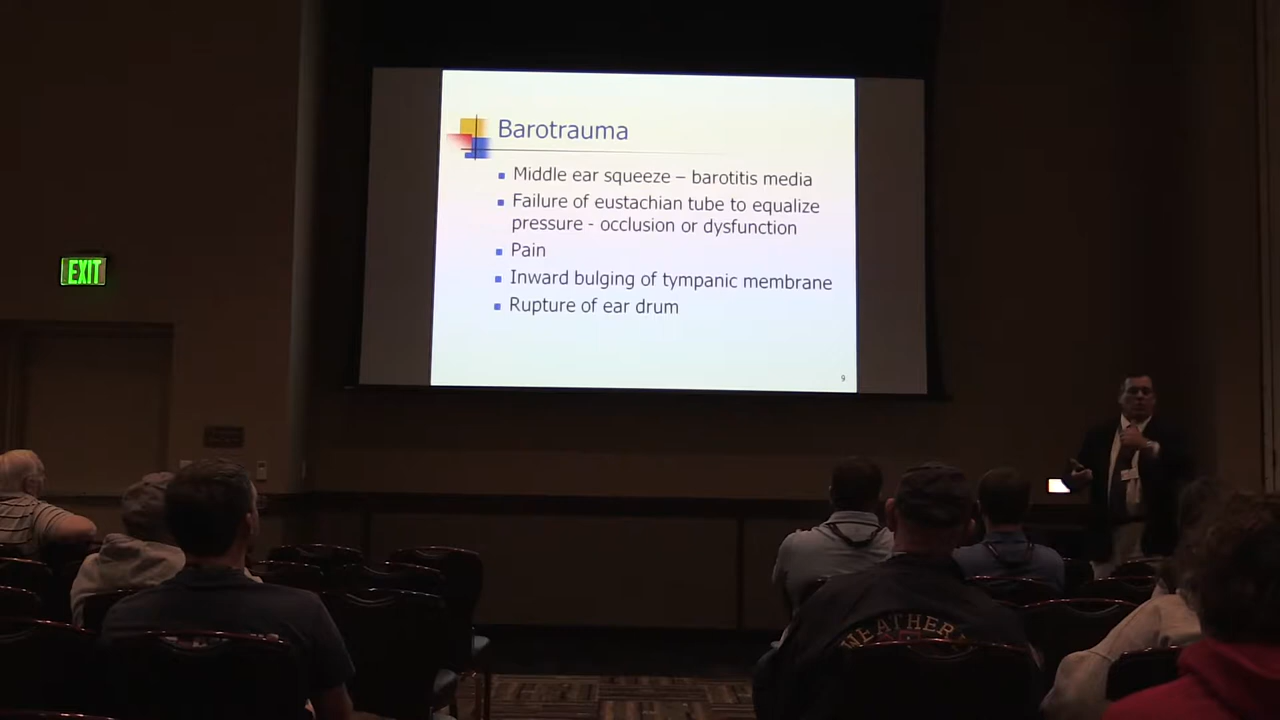 Barotrauma
Middle ear squeeze – barotitis media
Failure of eustachian tube to equalize
pressure - occlusion or dysfunction
Pain
Inward bulging of tympanic membrane
Rupture of ear drum
9
EXIT